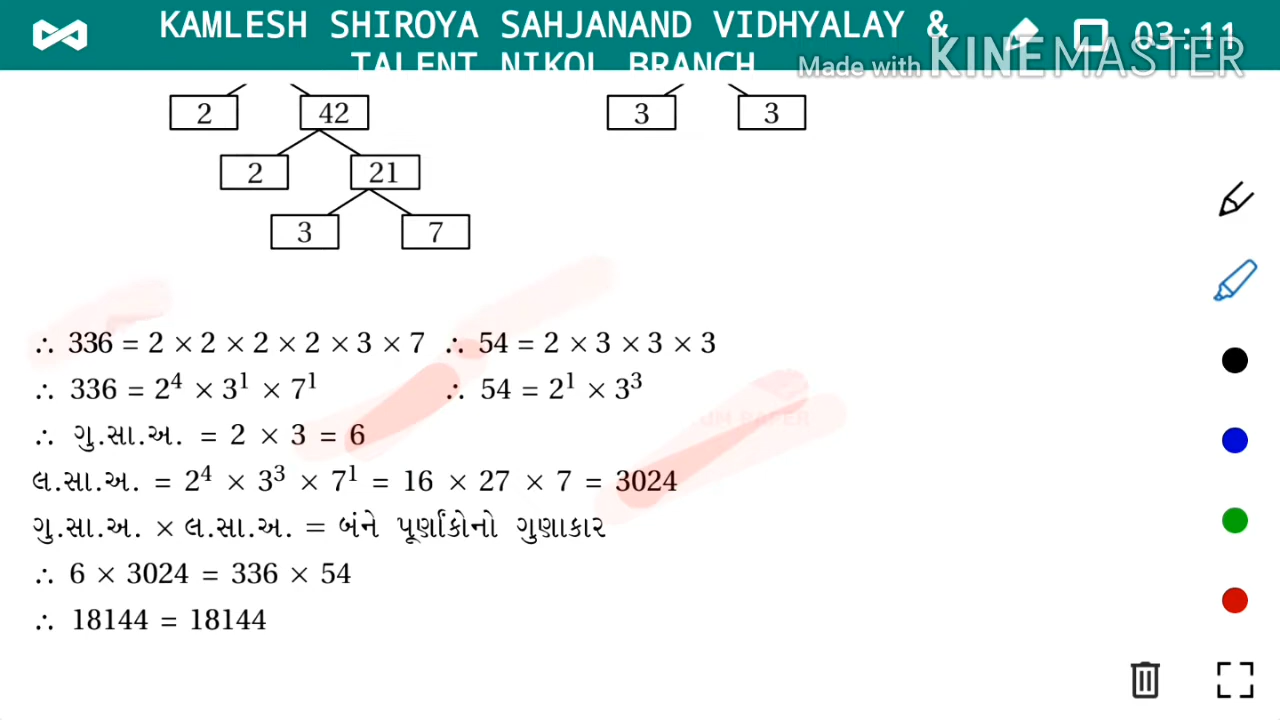 KAMLESH SHIROYA SAHJANAND VIDHYALAY &
TALENT NIKOL BRANCH
03:11
Made with KINEMASTER
2 42 3 3
2 21
3 7
∴ 336 = 2 × 2 × 2 × 2 × 3 × 7 ∴ 54 = 2 × 3 × 3 × 3
∴ 336 = 2⁴ × 3¹ × 7¹ ∴ 54 = 2¹ × 3³
∴ ગુ.સા.અ. = 2 × 3 = 6
લ.સા.અ. = 2⁴ × 3³ × 7¹ = 16 × 27 × 7 = 3024
ગુ.સા.અ. × લ.સા.અ. = બંને પૂર્ણાંકોનો ગુણાકાર
∴ 6 × 3024 = 336 × 54
∴ 18144 = 18144